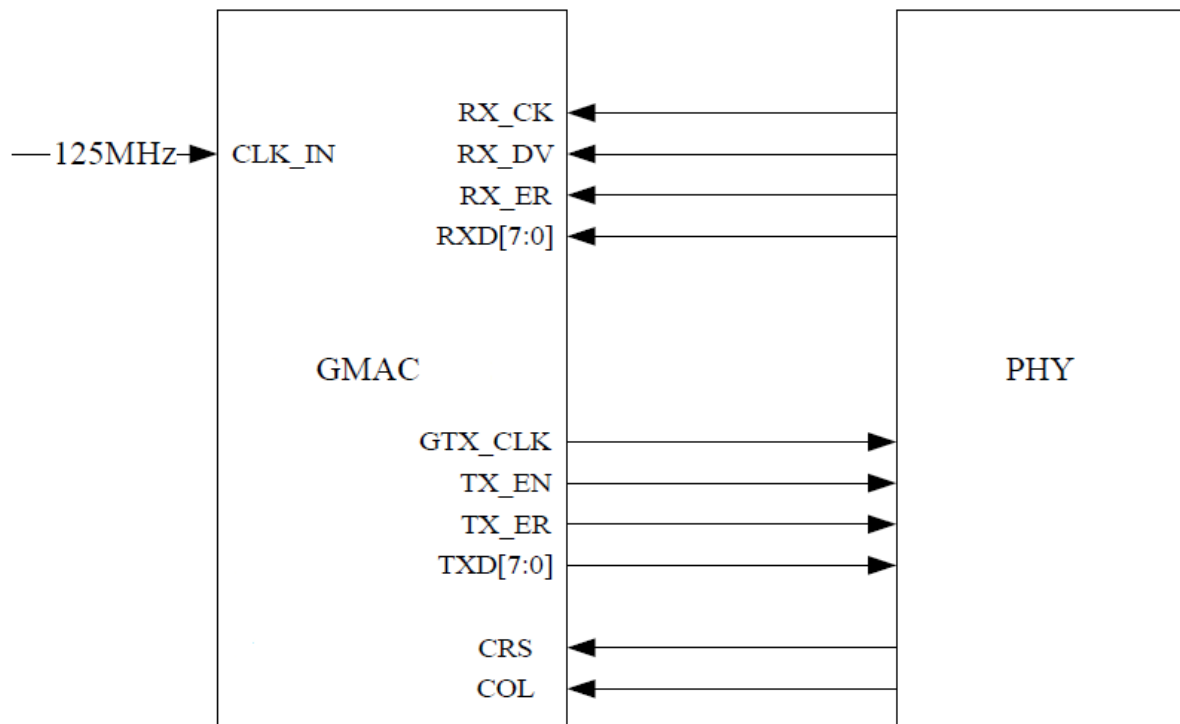 RX_CK
125MHz CLK_IN RX_DV
RX_ER
RXD[7:0]
GMAC PHY
GTX_CLK
TX_EN
TX_ER
TXD[7:0]
CRS
COL